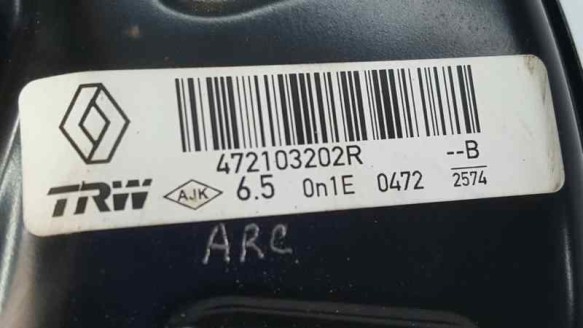 472103202R --B
TRW AJK 6.5 0n1E 0472 2574
ARC